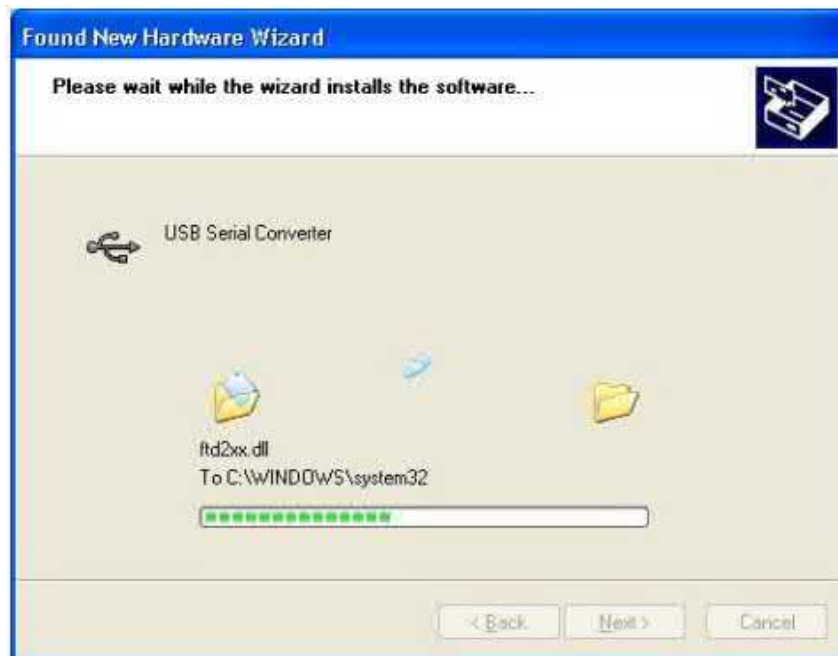 Found New Hardware Wizard
Please wait while the wizard installs the software...
USB Serial Converter
ftd2xx.dll
To C:\WINDOWS\system32
< Back
Next >
Cancel